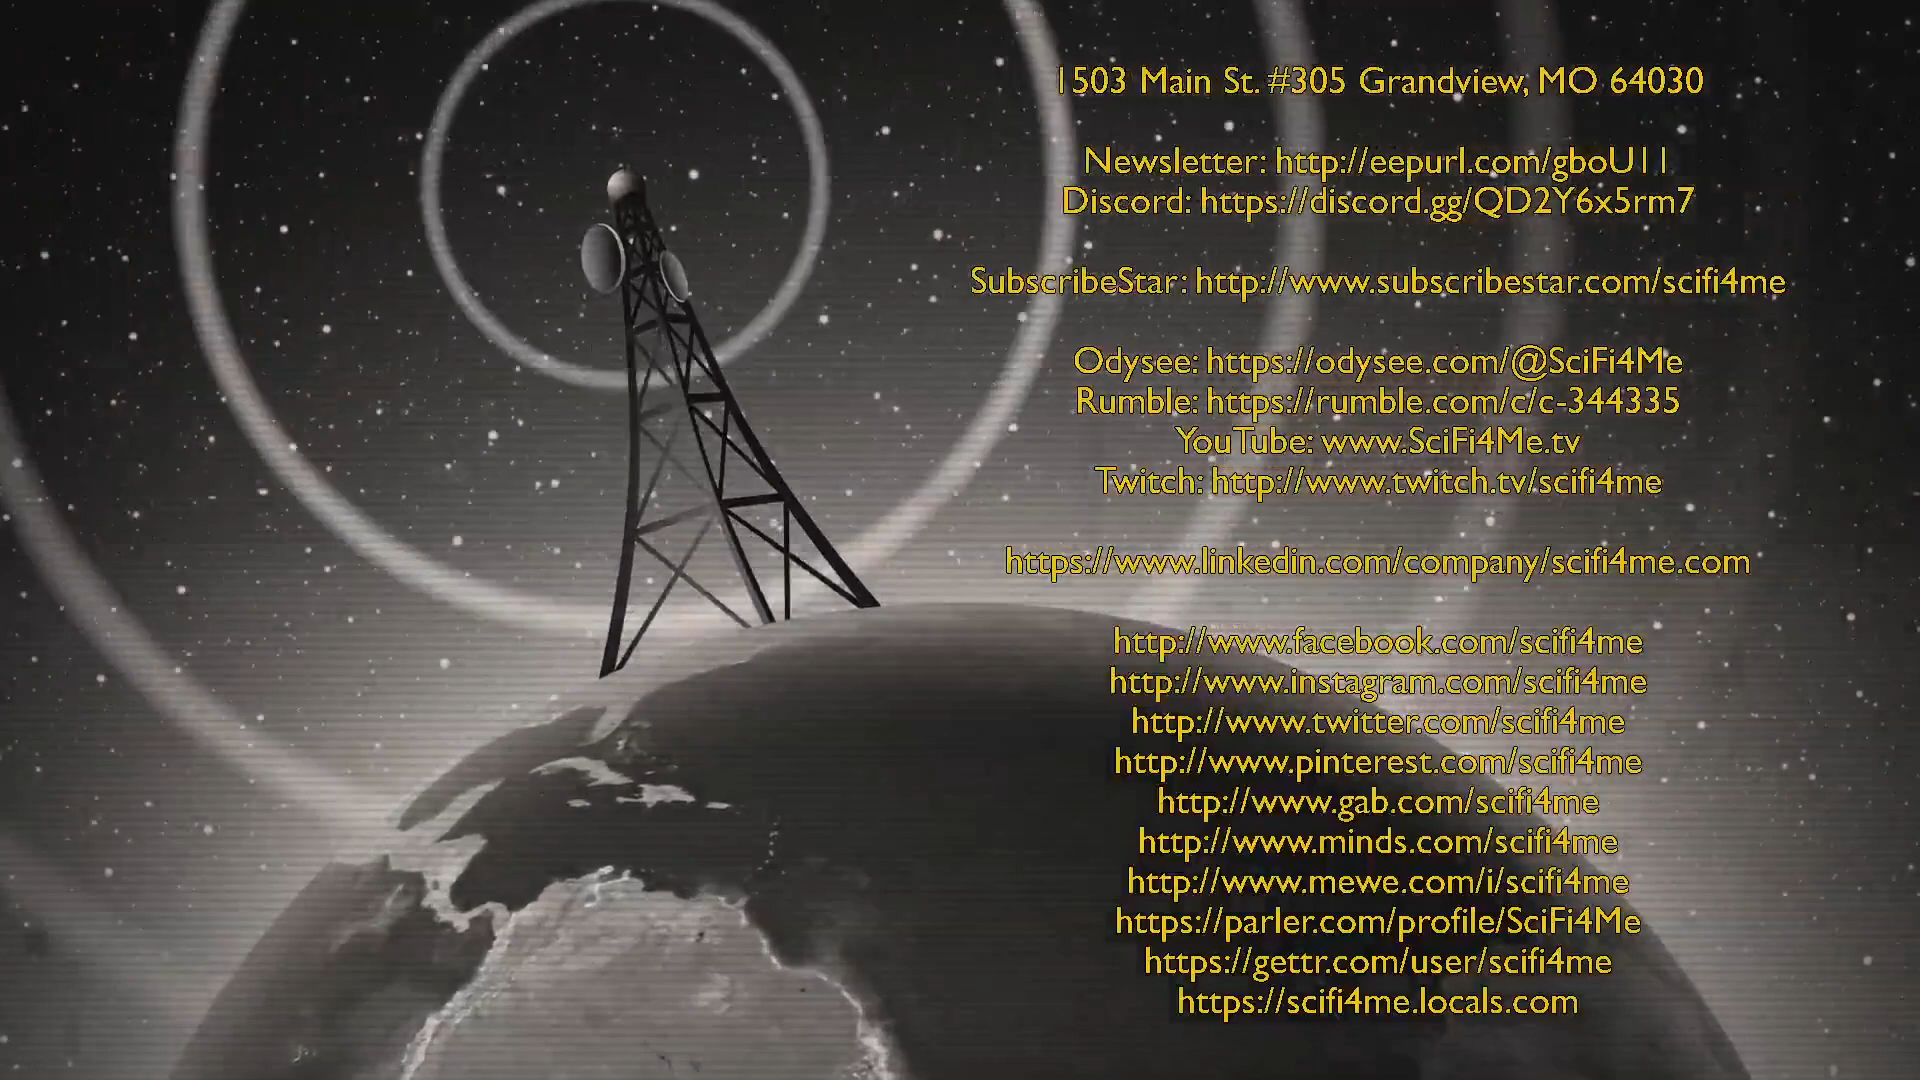 1503 Main St. #305 Grandview, MO 64030
Newsletter: http://eepurl.com/gboU11
Discord: https://discord.gg/QD2Y6x5rm7
SubscribeStar: http://www.subscribestar.com/scifi4me
Odysee: https://odysee.com/@SciFi4Me
Rumble: https://rumble.com/c/c-344335
YouTube: www.SciFi4Me.tv
Twitch: http://www.twitch.tv/scifi4me
https://www.linkedin.com/company/scifi4me.com
http://www.facebook.com/scifi4me
http://www.instagram.com/scifi4me
http://www.twitter.com/scifi4me
http://www.pinterest.com/scifi4me
http://www.gab.com/scifi4me
http://www.minds.com/scifi4me
http://www.mewe.com/i/scifi4me
https://parler.com/profile/SciFi4Me
https://gettr.com/user/scifi4me
https://scifi4me.locals.com